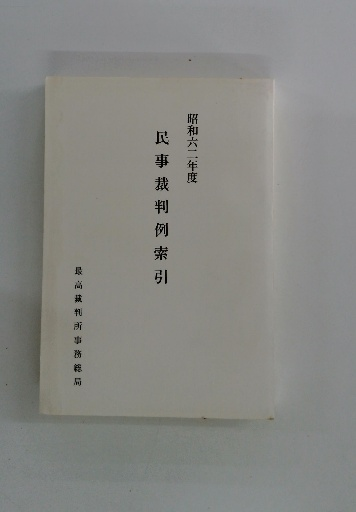 昭和六二年度
民事裁判例索引
最高裁判所事務総局